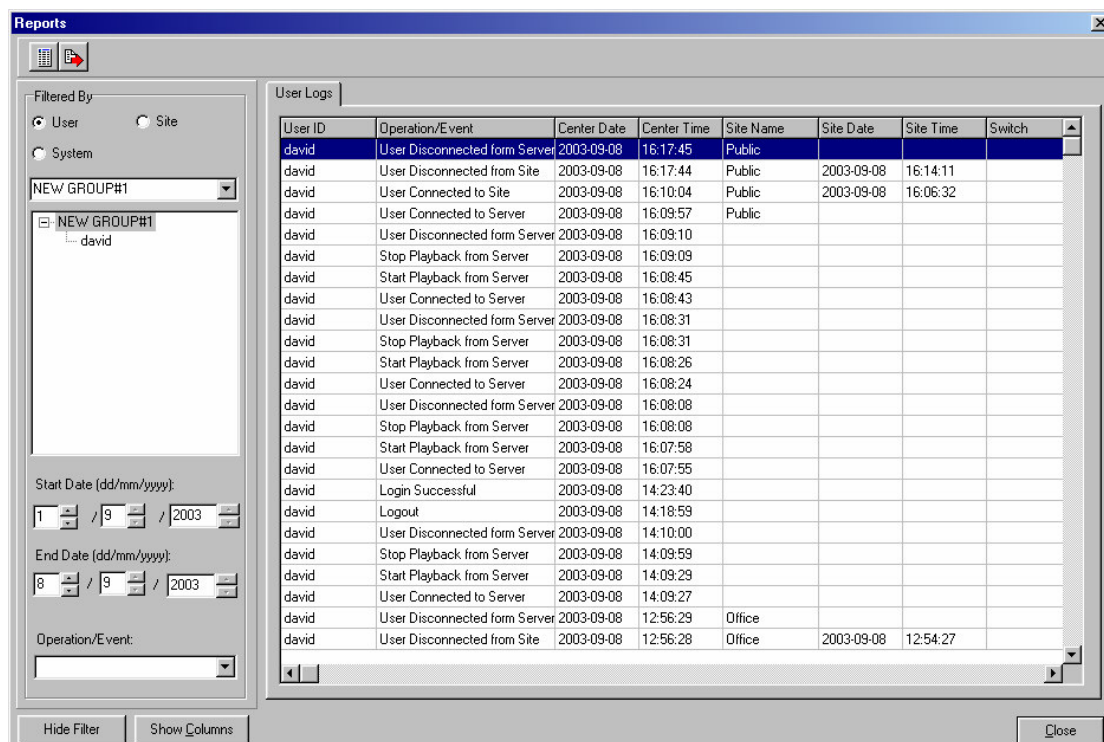 Reports
Filtered By
User Site
System
NEW GROUP#1
NEW GROUP#1
david
Start Date (dd/mm/yyyy):
1 / 9 / 2003
End Date (dd/mm/yyyy):
8 / 9 / 2003
Operation/Event:
User Logs
User ID Operation/Event Center Date Center Time Site Name Site Date Site Time Switch
david User Disconnected form Server 2003-09-08 16:17:45 Public
david User Disconnected from Site 2003-09-08 16:17:44 Public 2003-09-08 16:14:11
david User Connected to Site 2003-09-08 16:10:04 Public 2003-09-08 16:06:32
david User Connected to Server 2003-09-08 16:09:57 Public
david User Disconnected form Server 2003-09-08 16:09:10
david Stop Playback from Server 2003-09-08 16:09:09
david Start Playback from Server 2003-09-08 16:08:45
david User Connected to Server 2003-09-08 16:08:43
david User Disconnected form Server 2003-09-08 16:08:31
david Stop Playback from Server 2003-09-08 16:08:31
david Start Playback from Server 2003-09-08 16:08:26
david User Connected to Server 2003-09-08 16:08:24
david User Disconnected form Server 2003-09-08 16:08:08
david Stop Playback from Server 2003-09-08 16:08:08
david Start Playback from Server 2003-09-08 16:07:58
david User Connected to Server 2003-09-08 16:07:55
david Login Successful 2003-09-08 14:23:40
david Logout 2003-09-08 14:18:59
david User Disconnected form Server 2003-09-08 14:10:00
david Stop Playback from Server 2003-09-08 14:09:59
david Start Playback from Server 2003-09-08 14:09:29
david User Connected to Server 2003-09-08 14:09:27
david User Disconnected form Server 2003-09-08 12:56:29 Office
david User Disconnected from Site 2003-09-08 12:56:28 Office 2003-09-08 12:54:27
Hide Filter Show Columns Close